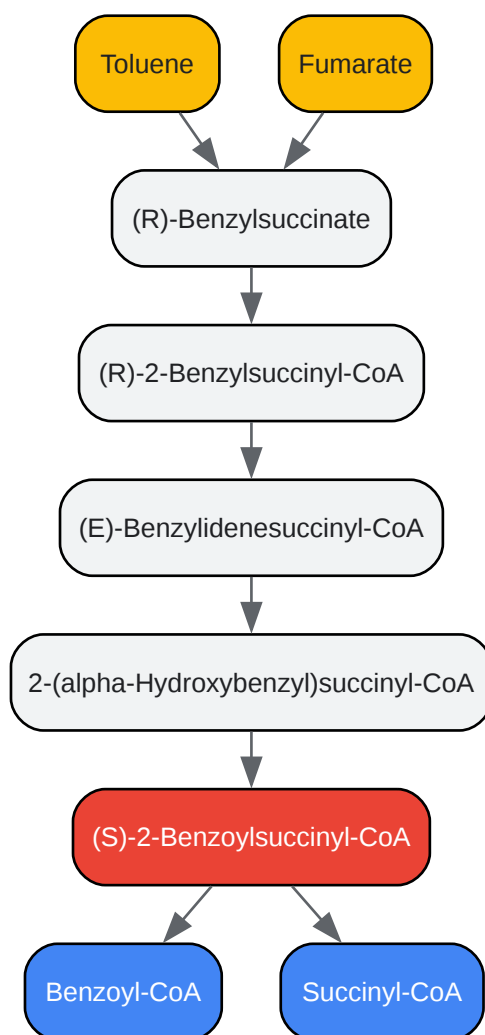 Toluene
Fumarate
(R)-Benzylsuccinate
(R)-2-Benzylsuccinyl-CoA
(E)-Benzylidenesuccinyl-CoA
2-(alpha-Hydroxybenzyl)succinyl-CoA
(S)-2-Benzoylsuccinyl-CoA
Benzoyl-CoA
Succinyl-CoA